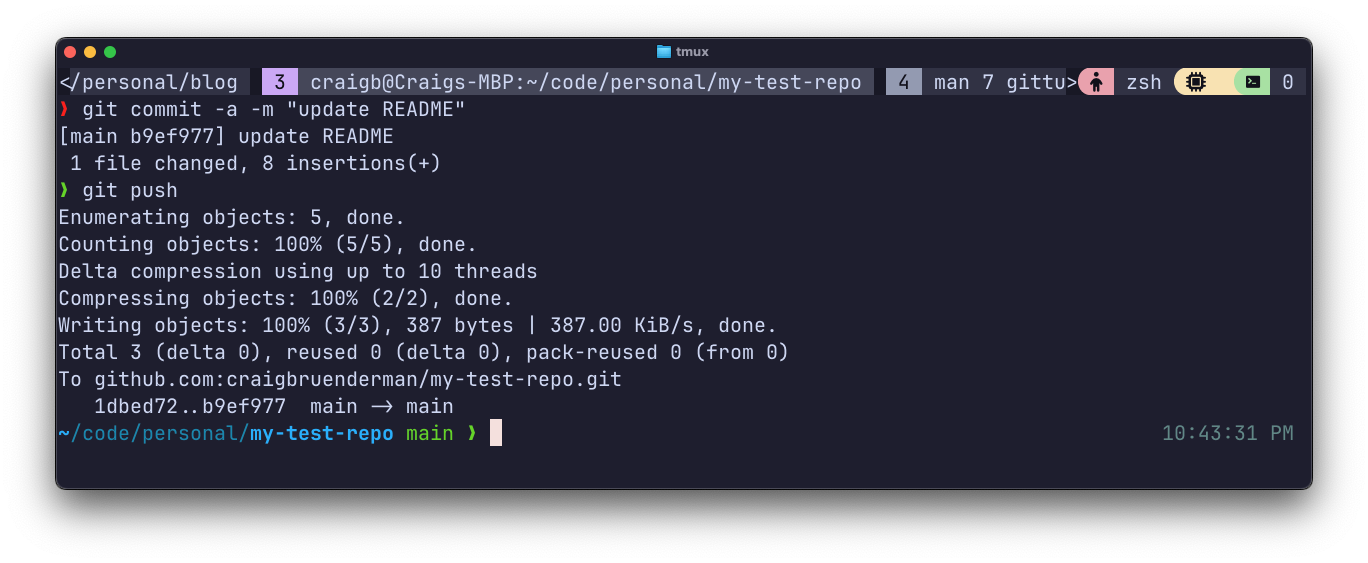 tmux
</personal/blog 3 craigb@Craigs-MBP:~/code/personal/my-test-repo 4 man 7 gittu> zsh 0
❱ git commit -a -m "update README"
[main b9ef977] update README
 1 file changed, 8 insertions(+)
❱ git push
Enumerating objects: 5, done.
Counting objects: 100% (5/5), done.
Delta compression using up to 10 threads
Compressing objects: 100% (2/2), done.
Writing objects: 100% (3/3), 387 bytes | 387.00 KiB/s, done.
Total 3 (delta 0), reused 0 (delta 0), pack-reused 0 (from 0)
To github.com:craigbruenderman/my-test-repo.git
   1dbed72..b9ef977  main -> main
~/code/personal/my-test-repo main ❱ 10:43:31 PM